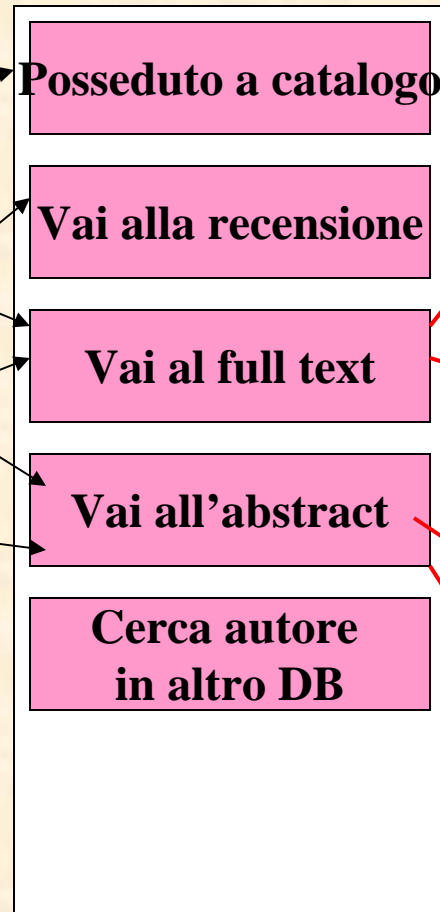 Posseduto a catalogo
Vai alla recensione
Vai al full text
Vai all’abstract
Cerca autore
in altro DB